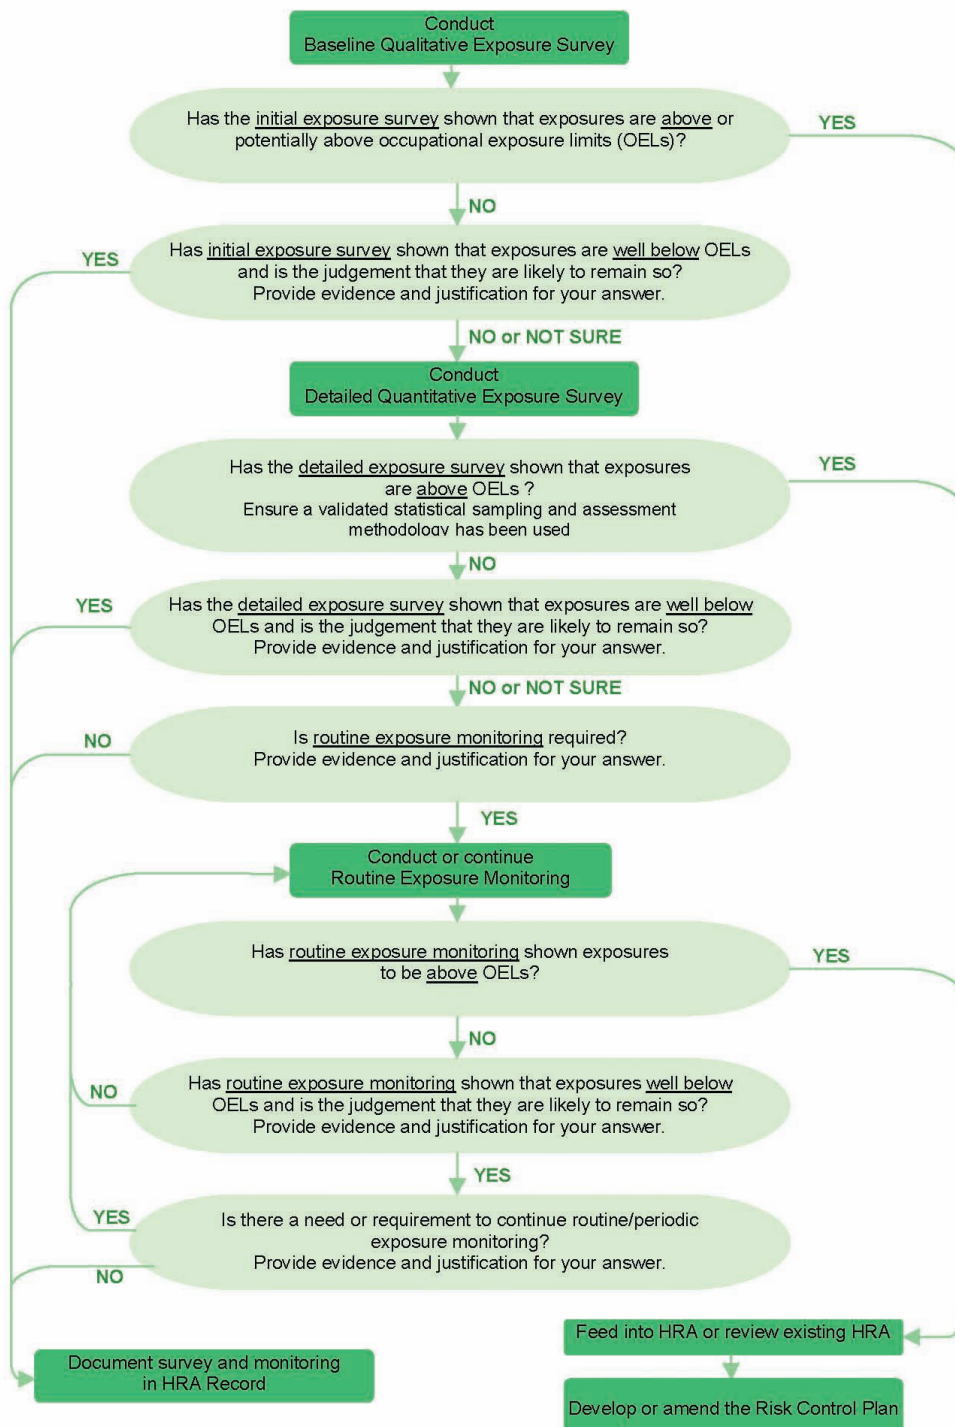 Conduct
Baseline Qualitative Exposure Survey
Has the initial exposure survey shown that exposures are above or
potentially above occupational exposure limits (OELs)?
YES
NO
Has initial exposure survey shown that exposures are well below OELs
and is the judgement that they are likely to remain so?
Provide evidence and justification for your answer.
YES
NO or NOT SURE
Conduct
Detailed Quantitative Exposure Survey
Has the detailed exposure survey shown that exposures
are above OELs ?
Ensure a validated statistical sampling and assessment
methodology has been used
YES
NO
Has the detailed exposure survey shown that exposures are well below
OELs and is the judgement that they are likely to remain so?
Provide evidence and justification for your answer.
YES
NO or NOT SURE
Is routine exposure monitoring required?
Provide evidence and justification for your answer.
NO
YES
Conduct or continue
Routine Exposure Monitoring
Has routine exposure monitoring shown exposures
to be above OELs?
YES
NO
Has routine exposure monitoring shown that exposures well below
OELs and is the judgement that they are likely to remain so?
Provide evidence and justification for your answer.
NO
YES
Is there a need or requirement to continue routine/periodic
exposure monitoring?
Provide evidence and justification for your answer.
YES
NO
Feed into HRA or review existing HRA
Document survey and monitoring
in HRA Record
Develop or amend the Risk Control Plan